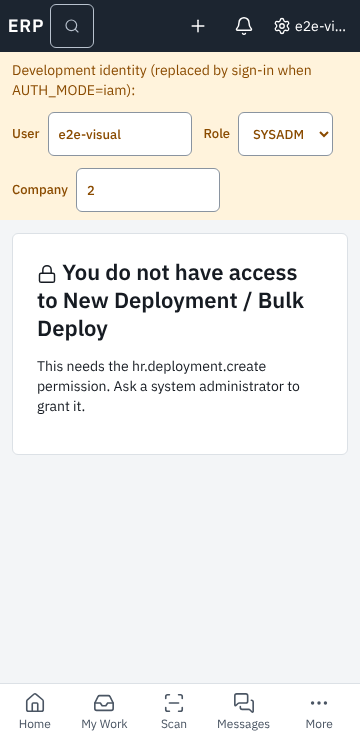 ERP
e2e-vi...
Development identity (replaced by sign-in when
AUTH_MODE=iam):
User e2e-visual Role SYSADM
Company 2
You do not have access
to New Deployment / Bulk
Deploy
This needs the hr.deployment.create
permission. Ask a system administrator to
grant it.
Home My Work Scan Messages More